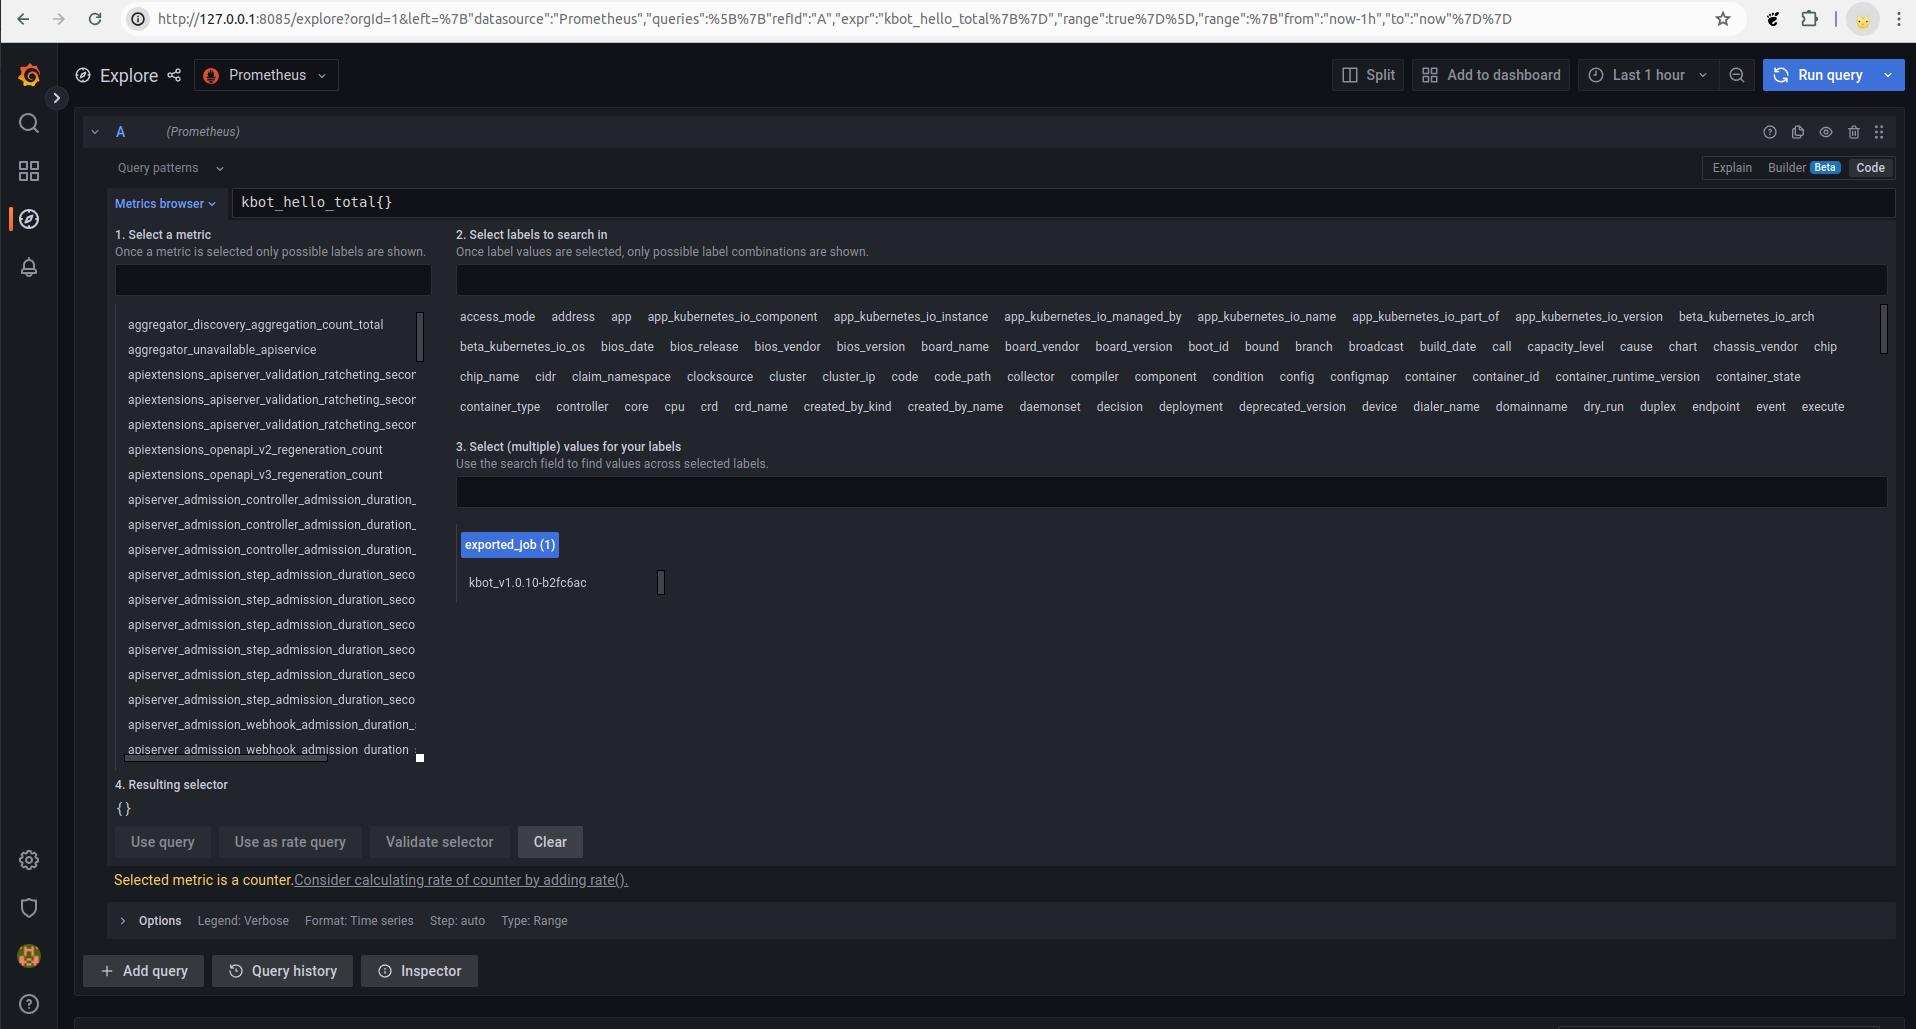 http://127.0.0.1:8085/explore?orgId=1&left=%7B"datasource":"Prometheus","queries":%5B%7B"refId":"A","expr":"kbot_hello_total%7B%7D","range":true%7D%5D,"range":%7B"from":"now-1h","to":"now"%7D%7D
Explore Prometheus Split Add to dashboard Last 1 hour Run query
A (Prometheus)
Query patterns Explain Builder Beta Code
Metrics browser kbot_hello_total{}
1. Select a metric
Once a metric is selected only possible labels are shown.
aggregator_discovery_aggregation_count_total
aggregator_unavailable_apiservice
apiextensions_apiserver_validation_ratcheting_secon
apiextensions_apiserver_validation_ratcheting_secon
apiextensions_apiserver_validation_ratcheting_secon
apiextensions_openapi_v2_regeneration_count
apiextensions_openapi_v3_regeneration_count
apiserver_admission_controller_admission_duration_
apiserver_admission_controller_admission_duration_
apiserver_admission_controller_admission_duration_
apiserver_admission_step_admission_duration_seco
apiserver_admission_step_admission_duration_seco
apiserver_admission_step_admission_duration_seco
apiserver_admission_step_admission_duration_seco
apiserver_admission_step_admission_duration_seco
apiserver_admission_step_admission_duration_seco
apiserver_admission_webhook_admission_duration_
apiserver_admission_webhook_admission_duration_
2. Select labels to search in
Once label values are selected, only possible label combinations are shown.
access_mode address app app_kubernetes_io_component app_kubernetes_io_instance app_kubernetes_io_managed_by app_kubernetes_io_name app_kubernetes_io_part_of app_kubernetes_io_version beta_kubernetes_io_arch
beta_kubernetes_io_os bios_date bios_release bios_vendor bios_version board_name board_vendor board_version boot_id bound branch broadcast build_date call capacity_level cause chart chassis_vendor chip
chip_name cidr claim_namespace clocksource cluster cluster_ip code code_path collector compiler component condition config configmap container container_id container_runtime_version container_state
container_type controller core cpu crd crd_name created_by_kind created_by_name daemonset decision deployment deprecated_version device dialer_name domainname dry_run duplex endpoint event execute
3. Select (multiple) values for your labels
Use the search field to find values across selected labels.
exported_job (1)
kbot_v1.0.10-b2fc6ac
4. Resulting selector
{}
Use query Use as rate query Validate selector Clear
Selected metric is a counter. Consider calculating rate of counter by adding rate().
Options Legend: Verbose Format: Time series Step: auto Type: Range
+ Add query Query history Inspector